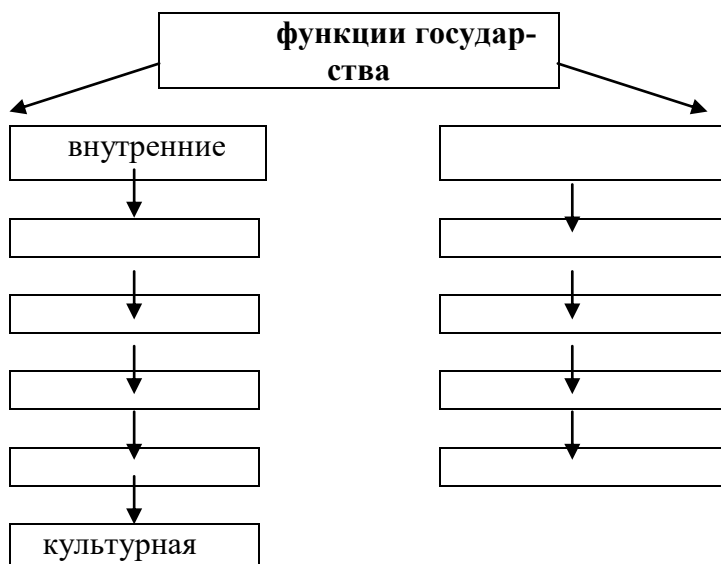 функции государ-
ства
внутренние
культурная